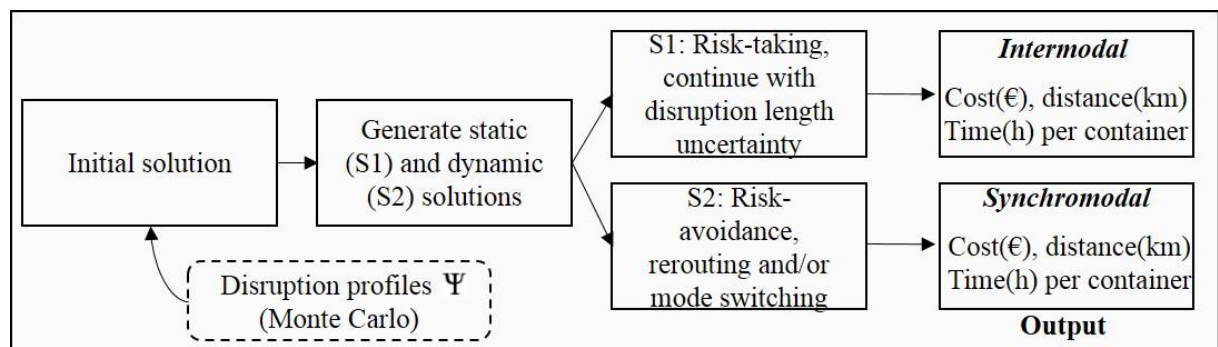 Initial solution
Disruption profiles Ψ
(Monte Carlo)
Generate static
(S1) and dynamic
(S2) solutions
S1: Risk-taking,
continue with
disruption length
uncertainty
S2: Risk-
avoidance,
rerouting and/or
mode switching
Intermodal
Cost(€), distance(km)
Time(h) per container
Synchromodal
Cost(€), distance(km)
Time(h) per container
Output